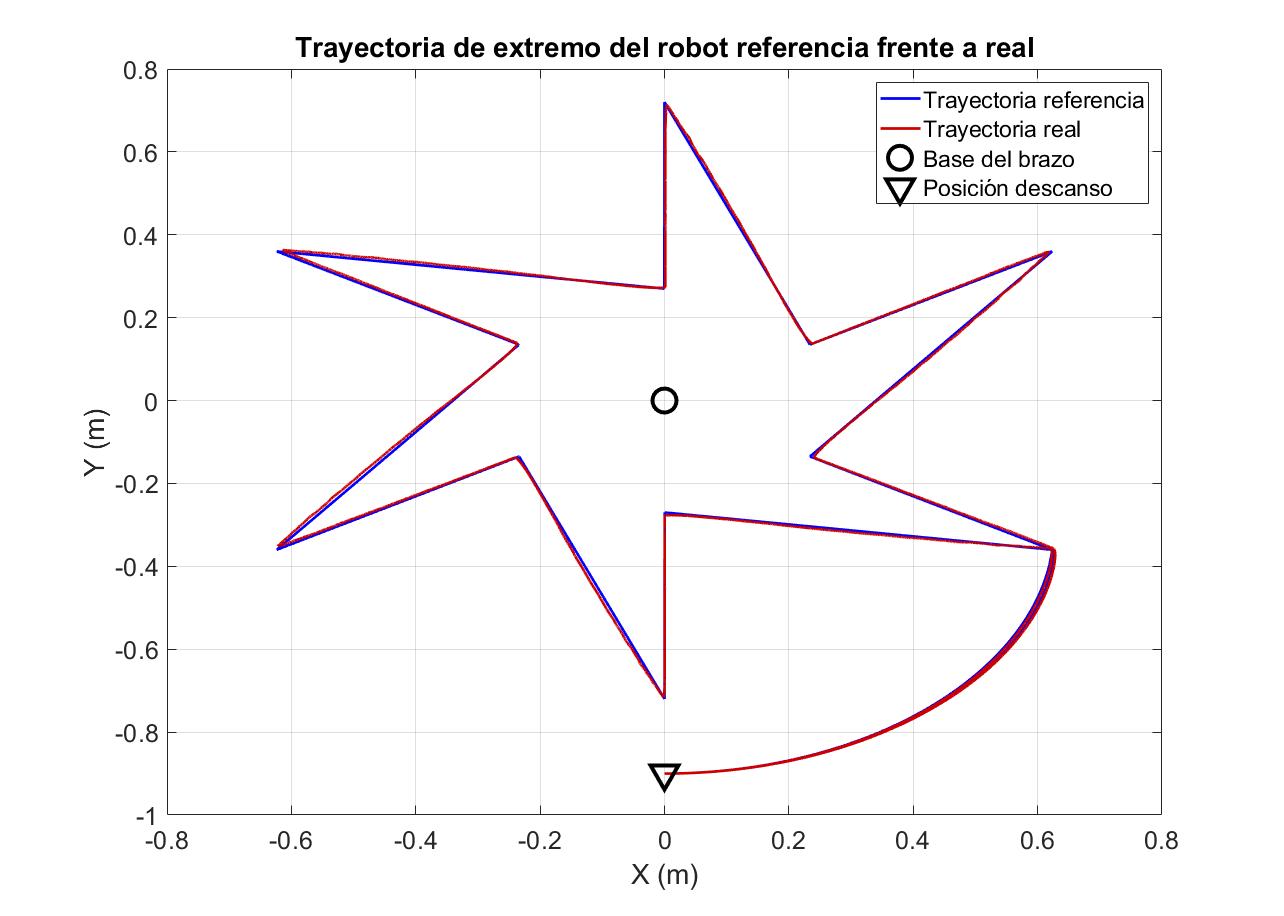 Trayectoria de extremo del robot referencia frente a real
Trayectoria referencia
Trayectoria real
Base del brazo
Posición descanso
0.8
0.6
0.4
0.2
0
-0.2
-0.4
-0.6
-0.8
-1
Y (m)
-0.8
-0.6
-0.4
-0.2
0
0.2
0.4
0.6
0.8
X (m)